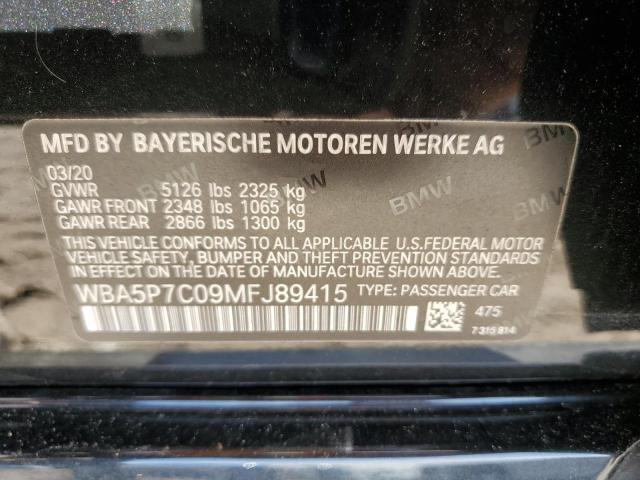 MFD BY BAYERISCHE MOTOREN WERKE AG
03/20
GVWR 5126 lbs 2325 kg
GAWR FRONT 2348 lbs 1065 kg
GAWR REAR 2866 lbs 1300 kg
THIS VEHICLE CONFORMS TO ALL APPLICABLE U.S.FEDERAL MOTOR
VEHICLE SAFETY, BUMPER AND THEFT PREVENTION STANDARDS
IN EFFECT ON THE DATE OF MANUFACTURE SHOWN ABOVE.
WBA5P7C09MFJ89415 TYPE: PASSENGER CAR
475
7 315 814
BMW
BMW
BMW
BMW